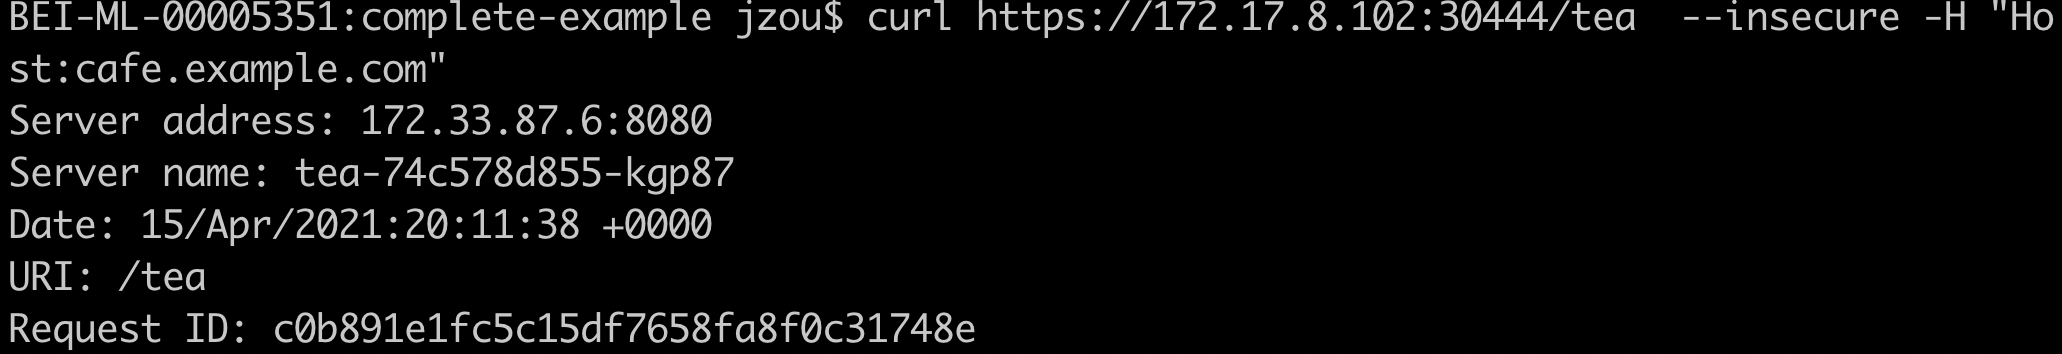 BEI-ML-00005351:complete-example jzou$ curl https://172.17.8.102:30444/tea  --insecure -H "Ho
st:cafe.example.com"
Server address: 172.33.87.6:8080
Server name: tea-74c578d855-kgp87
Date: 15/Apr/2021:20:11:38 +0000
URI: /tea
Request ID: c0b891e1fc5c15df7658fa8f0c31748e